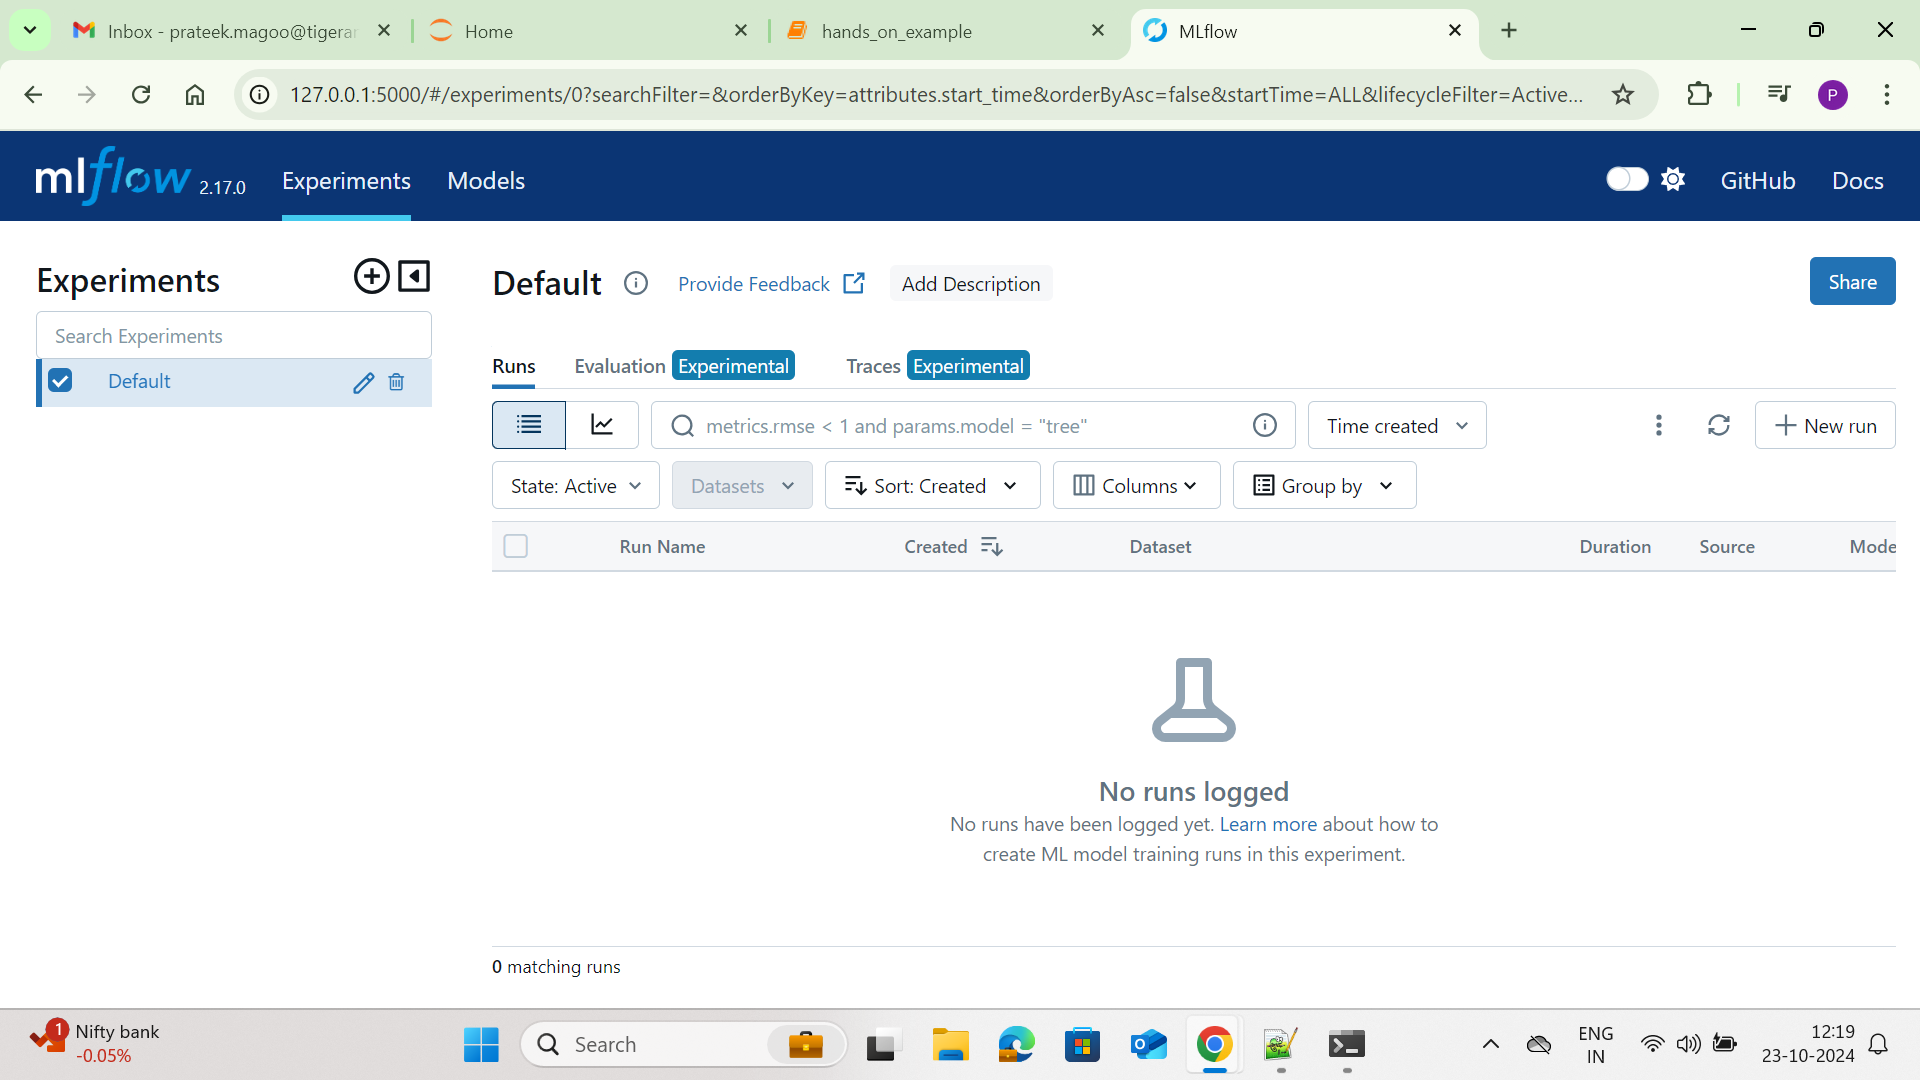 Inbox - prateek.magoo@tigerar
Home
hands_on_example
MLflow
127.0.0.1:5000/#/experiments/0?searchFilter=&orderByKey=attributes.start_time&orderByAsc=false&startTime=ALL&lifecycleFilter=Active...
P
mlflow 2.17.0
Experiments
Models
GitHub
Docs
Experiments
Search Experiments
Default
Default
Provide Feedback
Add Description
Share
Runs
Evaluation Experimental
Traces Experimental
metrics.rmse < 1 and params.model = "tree"
Time created
New run
State: Active
Datasets
Sort: Created
Columns
Group by
Run Name
Created
Dataset
Duration
Source
Mode
No runs logged
No runs have been logged yet. Learn more about how to
create ML model training runs in this experiment.
0 matching runs
1
Nifty bank
-0.05%
Search
ENG
IN
12:19
23-10-2024